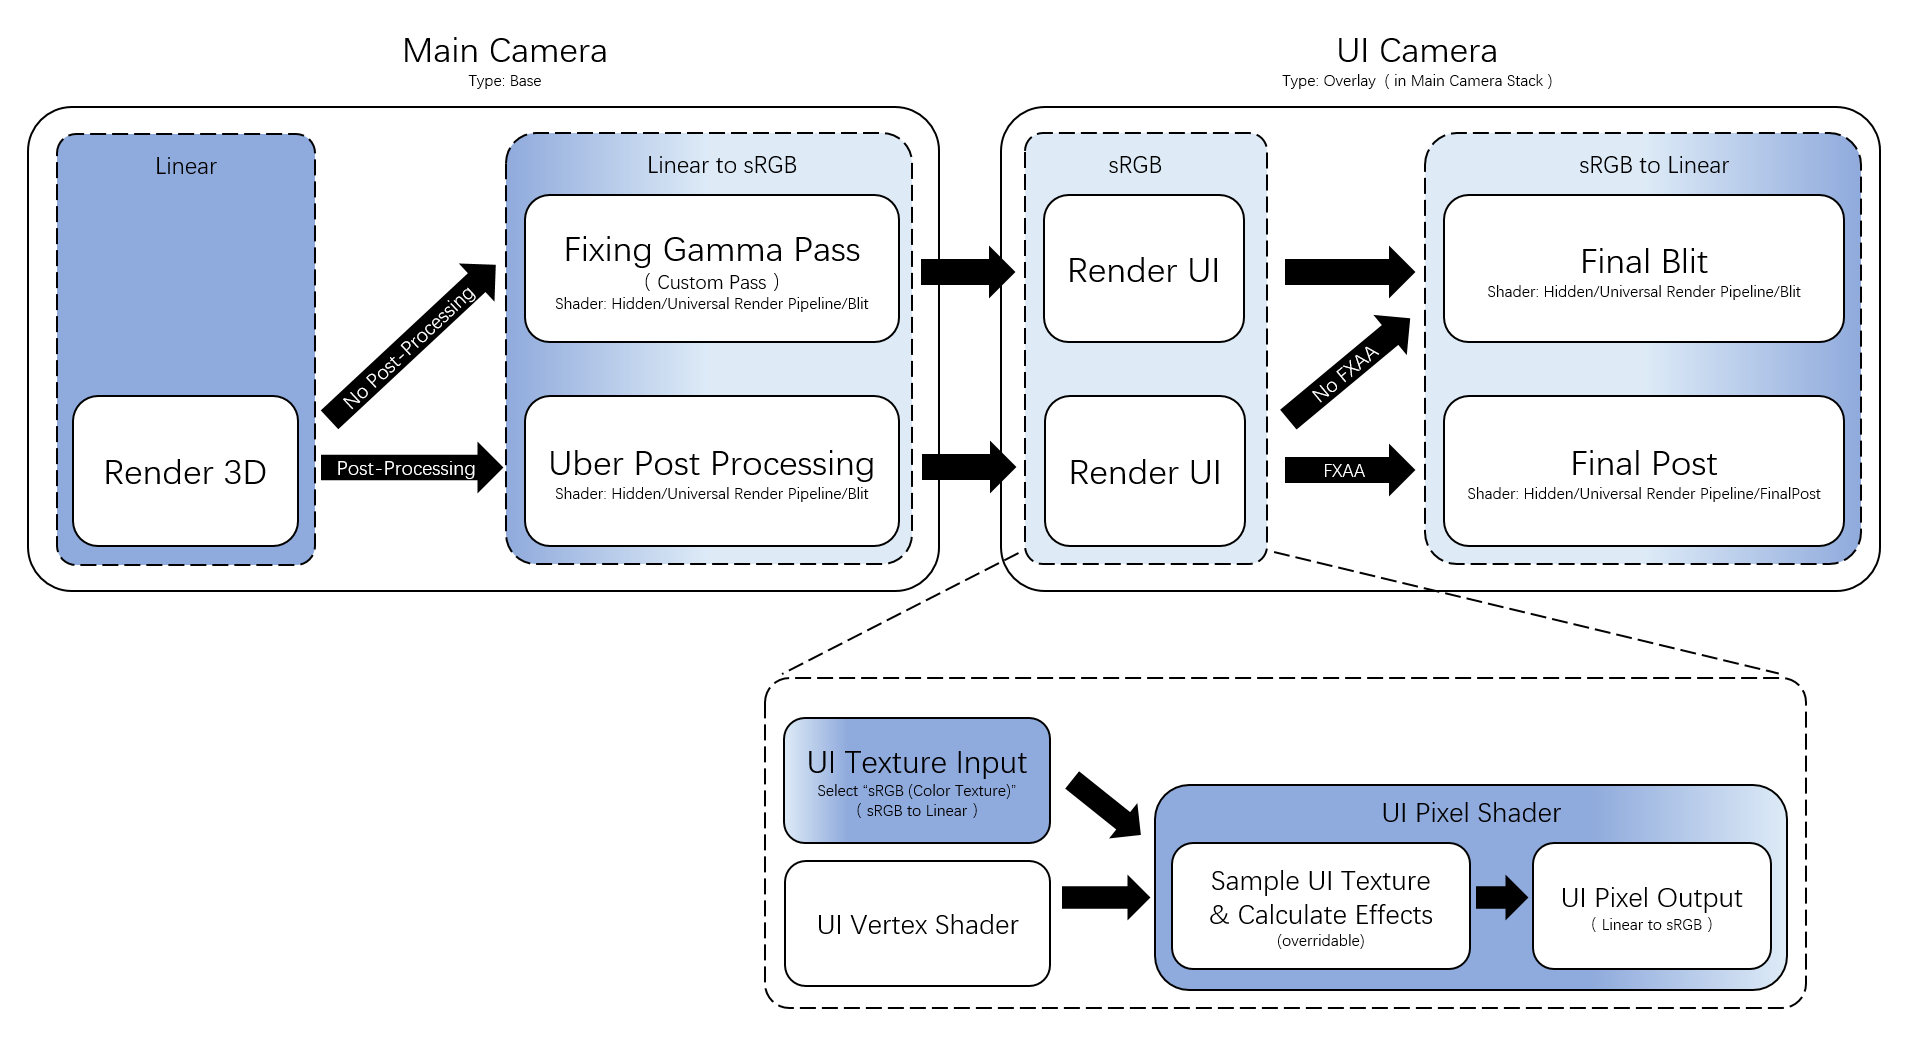 Main Camera
Type: Base
UI Camera
Type: Overlay ( in Main Camera Stack )
Linear
Render 3D
No Post-Processing
Post-Processing
Linear to sRGB
Fixing Gamma Pass
( Custom Pass )
Shader: Hidden/Universal Render Pipeline/Blit
Uber Post Processing
Shader: Hidden/Universal Render Pipeline/Blit
sRGB
Render UI
Render UI
No FXAA
FXAA
sRGB to Linear
Final Blit
Shader: Hidden/Universal Render Pipeline/Blit
Final Post
Shader: Hidden/Universal Render Pipeline/FinalPost
UI Texture Input
Select “sRGB (Color Texture)”
( sRGB to Linear )
UI Vertex Shader
UI Pixel Shader
Sample UI Texture
& Calculate Effects
(overridable)
UI Pixel Output
( Linear to sRGB )